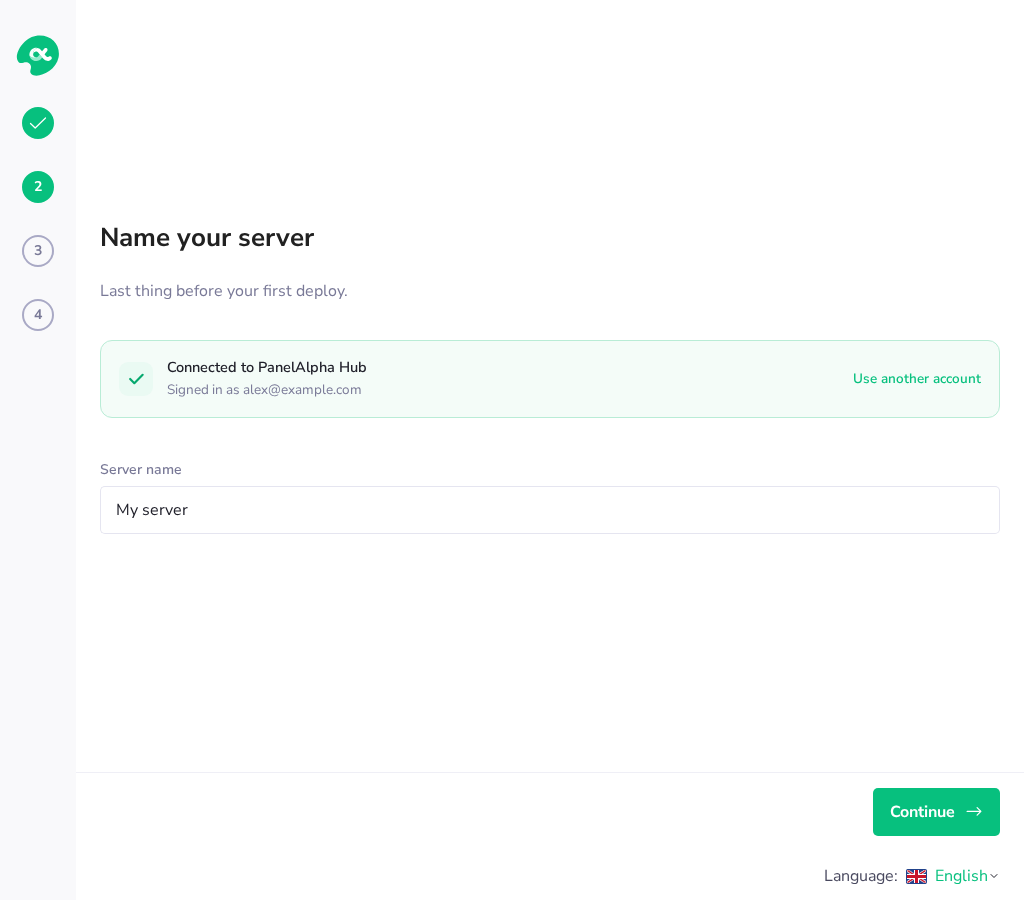 2
3
4
Name your server
Last thing before your first deploy.
Connected to PanelAlpha Hub
Signed in as alex@example.com
Use another account
Server name
My server
Continue
Language: English